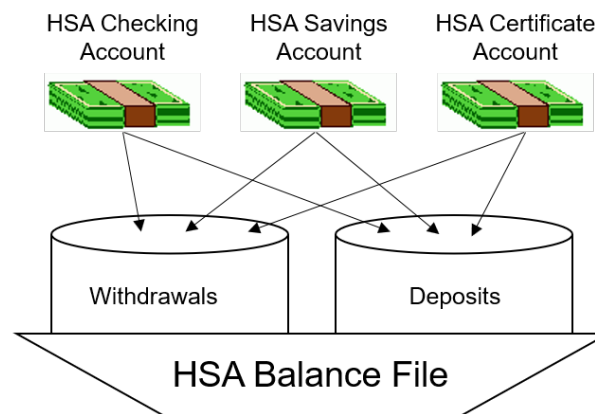 HSA Checking
Account
HSA Savings
Account
HSA Certificate
Account
Withdrawals
Deposits
HSA Balance File